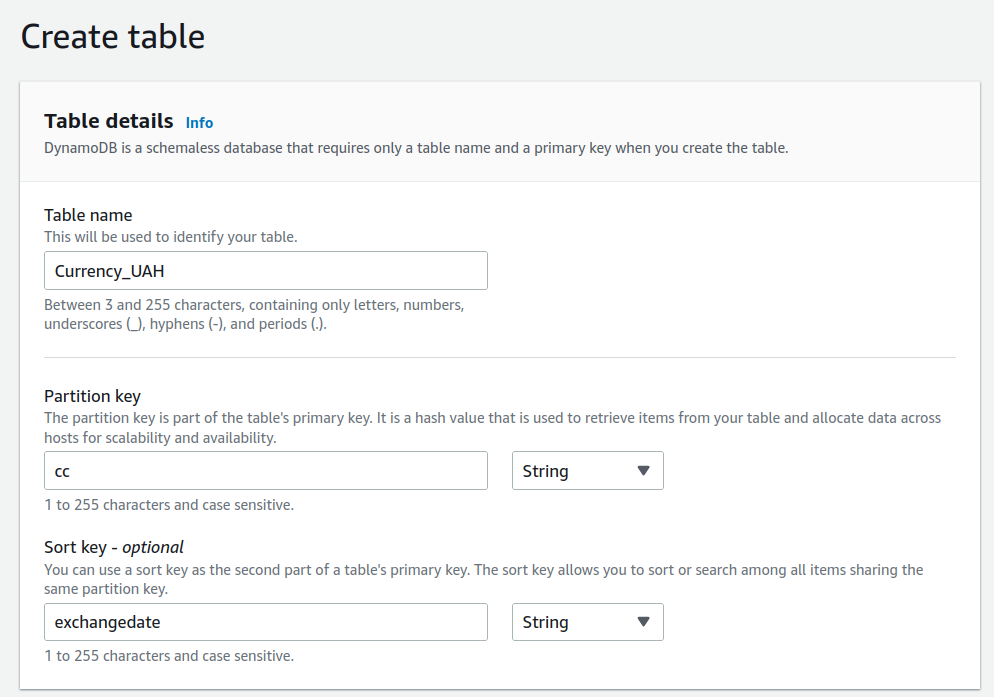 Create table
Table details Info
DynamoDB is a schemaless database that requires only a table name and a primary key when you create the table.
Table name
This will be used to identify your table.
Currency_UAH
Between 3 and 255 characters, containing only letters, numbers,
underscores (_), hyphens (-), and periods (.).
Partition key
The partition key is part of the table's primary key. It is a hash value that is used to retrieve items from your table and allocate data across
hosts for scalability and availability.
cc String
1 to 255 characters and case sensitive.
Sort key - optional
You can use a sort key as the second part of a table's primary key. The sort key allows you to sort or search among all items sharing the
same partition key.
exchangedate String
1 to 255 characters and case sensitive.